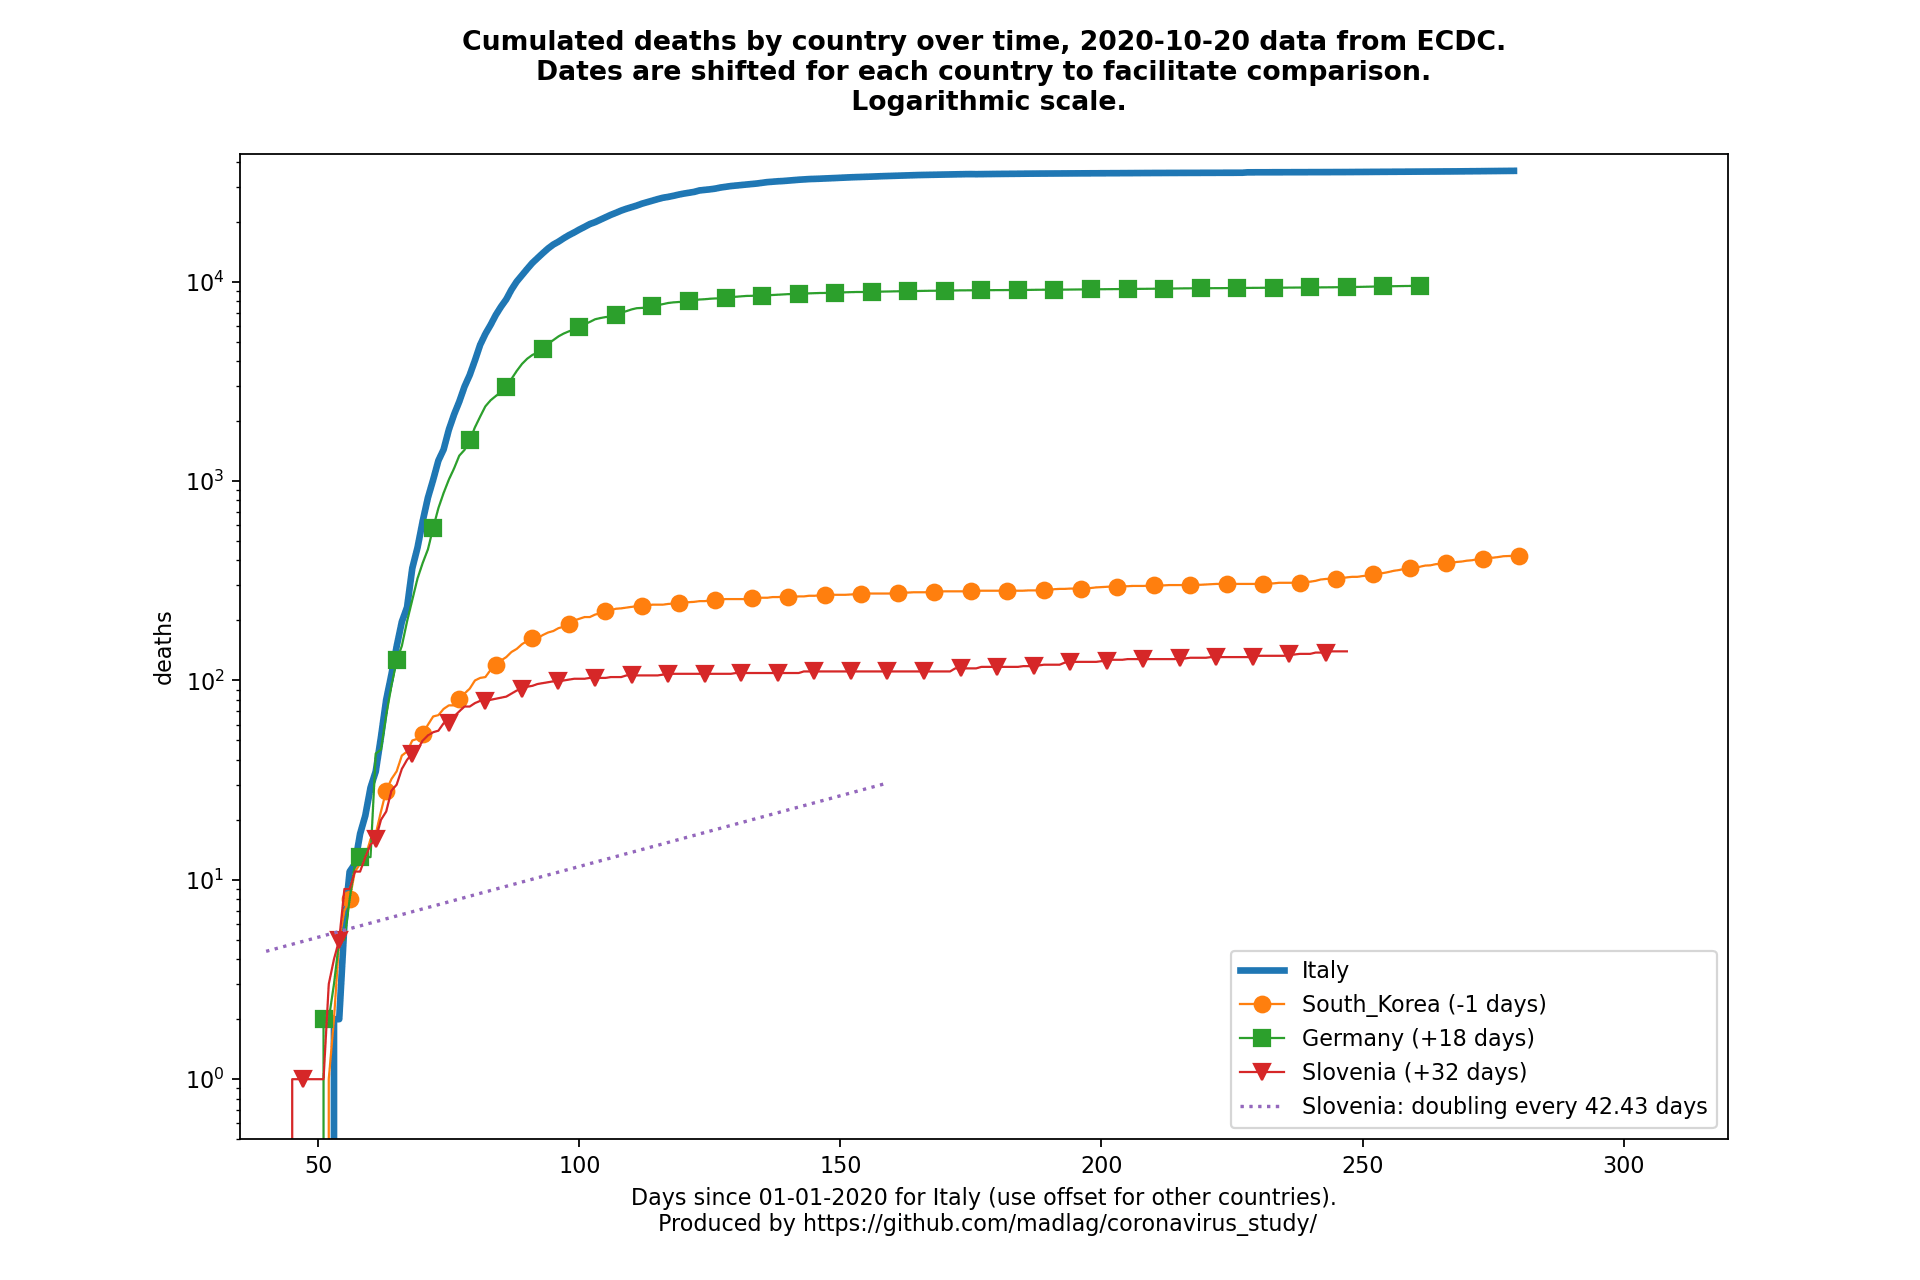 Cumulated deaths by country over time, 2020-10-20 data from ECDC.
Dates are shifted for each country to facilitate comparison.
Logarithmic scale.
10^4
10^3
10^2
10^1
10^0
deaths
50 100 150 200 250 300
Days since 01-01-2020 for Italy (use offset for other countries).
Produced by https://github.com/madlag/coronavirus_study/
Italy
South_Korea (-1 days)
Germany (+18 days)
Slovenia (+32 days)
Slovenia: doubling every 42.43 days